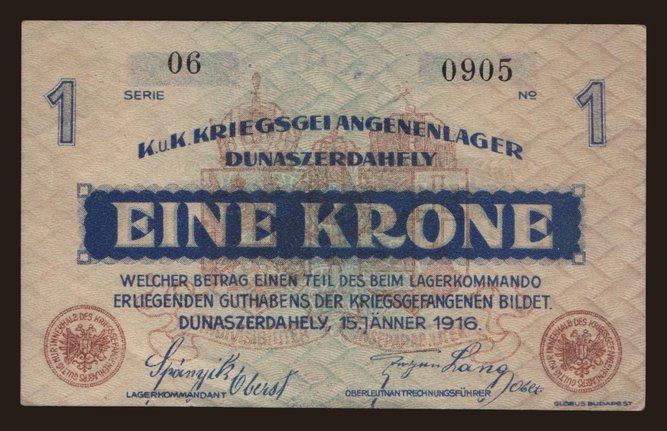 06 0905
SERIE No
1 1
K.u.K. KRIEGSGEFANGENENLAGER
DUNASZERDAHELY
EINE KRONE
WELCHER BETRAG EINEN TEIL DES BEIM LAGERKOMMANDO
ERLIEGENDEN GUTHABENS DER KRIEGSGEFANGENEN BILDET.
DUNASZERDAHELY, 15. JÄNNER 1916.
Oberst Lang
LAGERKOMMANDANT OBERLEUTNANTRECHNUNGSFÜHRER
GLOBUS BUDAPEST